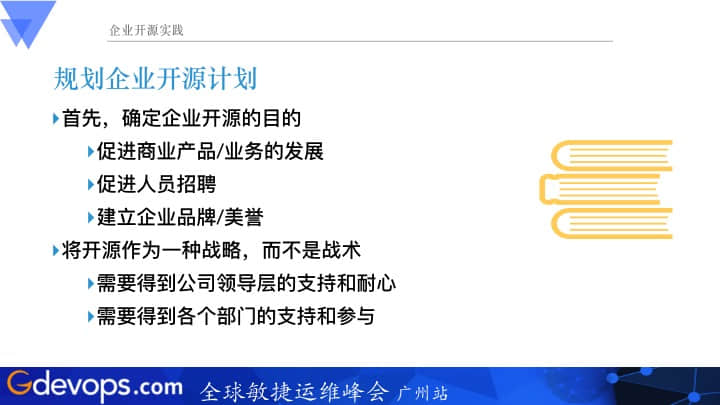 企业开源实践
规划企业开源计划
首先，确定企业开源的目的
促进商业产品/业务的发展
促进人员招聘
建立企业品牌/美誉
将开源作为一种战略，而不是战术
需要得到公司领导层的支持和耐心
需要得到各个部门的支持和参与
Gdevops.com 全球敏捷运维峰会 广州站